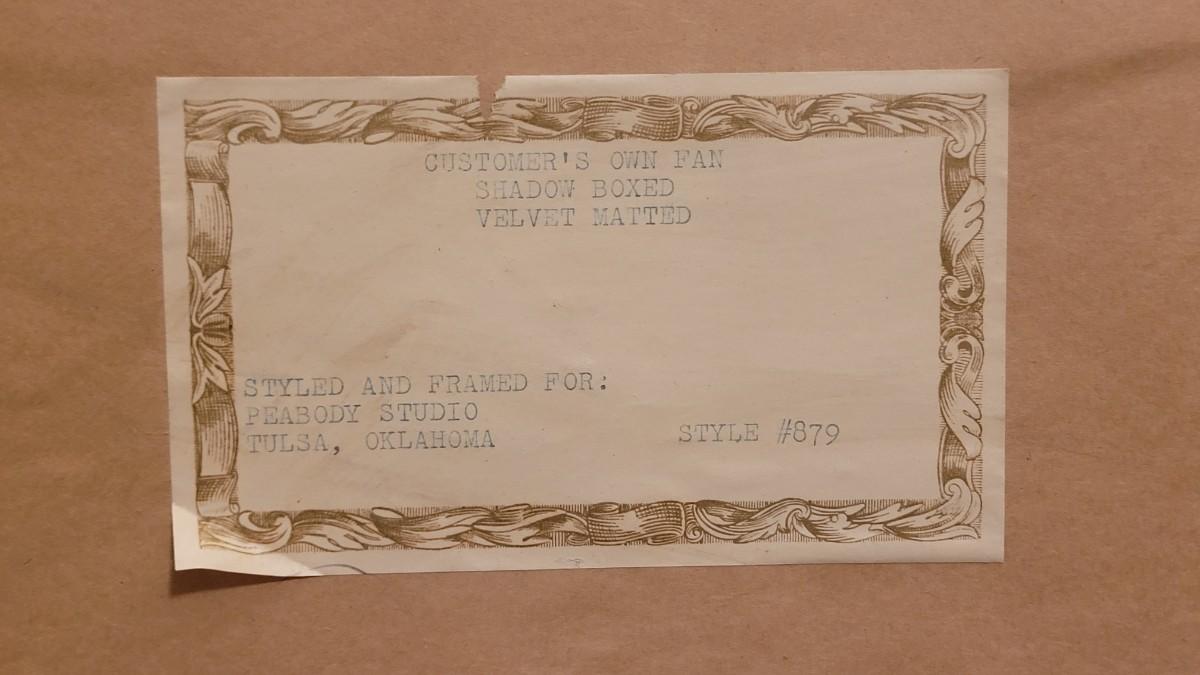 CUSTOMER'S OWN FAN
SHADOW BOXED
VELVET MATTED
STYLED AND FRAMED FOR:
PEABODY STUDIO
TULSA, OKLAHOMA
STYLE #879